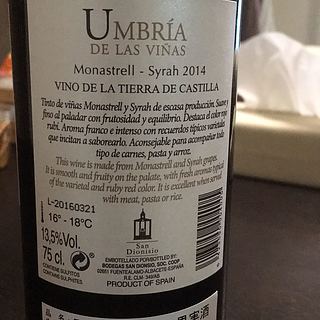 UMBRÍA
DE LAS VIÑAS
Monastrell - Syrah 2014
VINO DE LA TIERRA DE CASTILLA
Tinto de viñas Monastrell y Syrah de escasa producción. Suave y
fino al paladar con frutosidad y equilibrio. Destaca el color rojo
rubí. Aroma franco e intenso con recuerdos típicos varietales
que incitan a saborearlo. Aconsejable para acompañar todo
tipo de carnes, pasta y arroz.
This wine is made from Monastrell and Syrah grapes.
It is smooth and fruity on the palate, with fresh aromas typical
of the varietal and ruby red color. It is excellent when served
with meat, pasta or rice.
L-20160321
16° - 18°C
13,5%Vol.
75 cl.
CONTIENE SULFITOS
CONTAINS SULPHITES.
San
Dionisio
EMBOTELLADO POR/BOTTLED BY:
BODEGAS SAN DIONISIO, SOC. COOP
02651 FUENTEALAMO-ALBACETE-ESPAÑA
PRODUCT OF SPAIN
果実酒